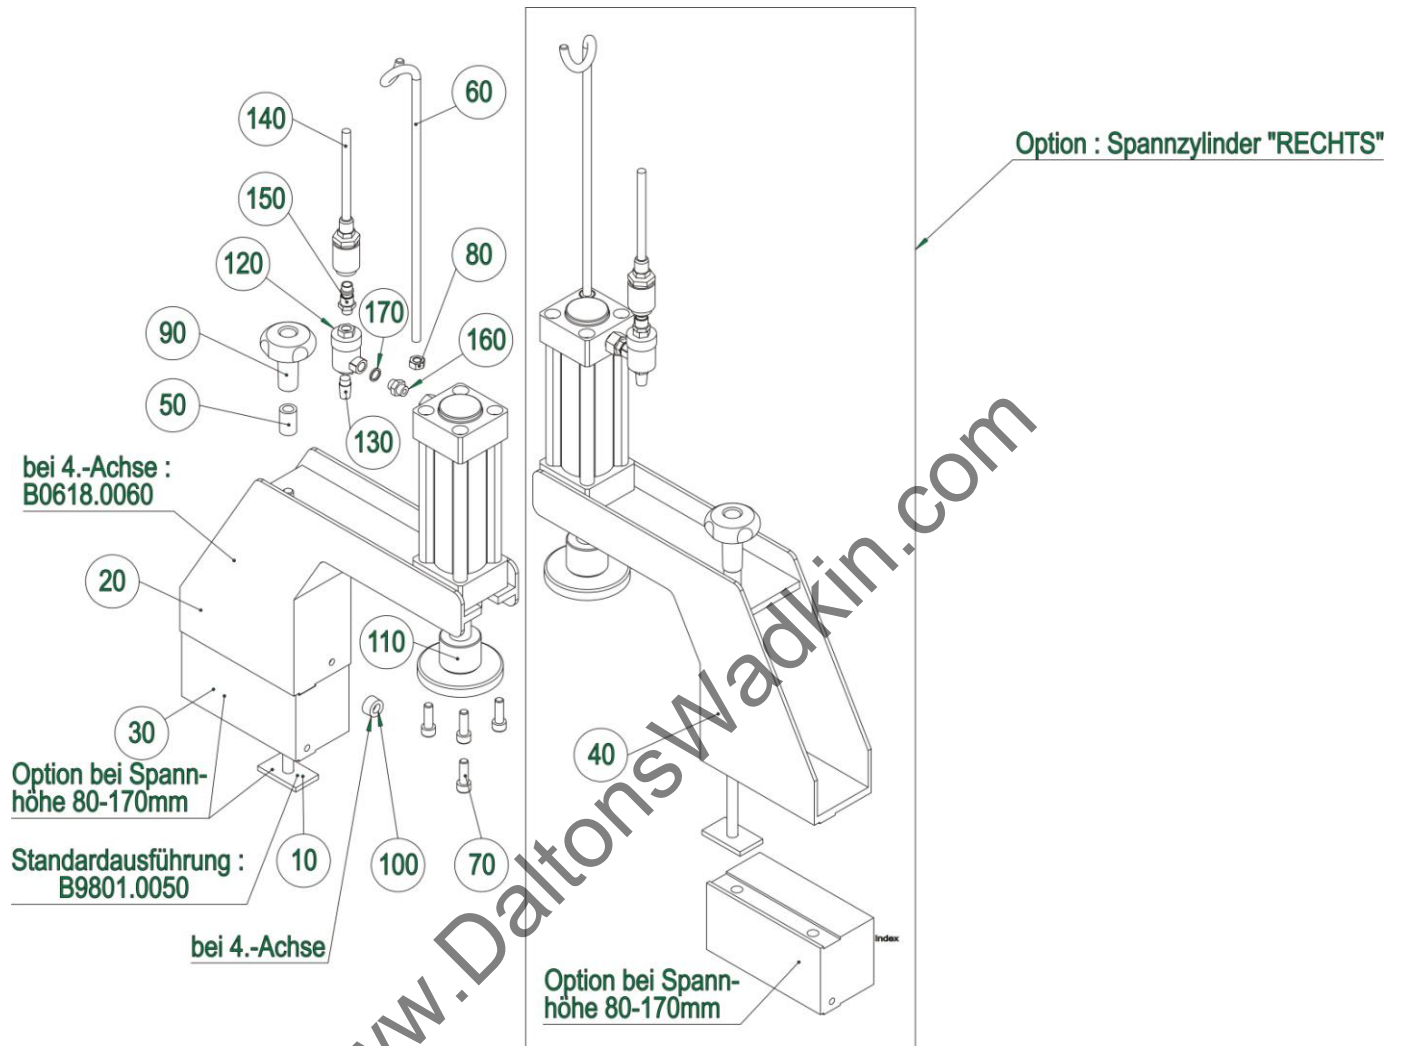 60
140
Option : Spannzylinder "RECHTS"
150
80
120
170
90
160
50
130
bei 4.-Achse :
B0618.0060
20
110
30
40
Option bei Spann-
höhe 80-170mm
Standardausführung :
B9801.0050
10
100
70
bei 4.-Achse
Index
Option bei Spann-
höhe 80-170mm
www.DaltonsWadkin.com